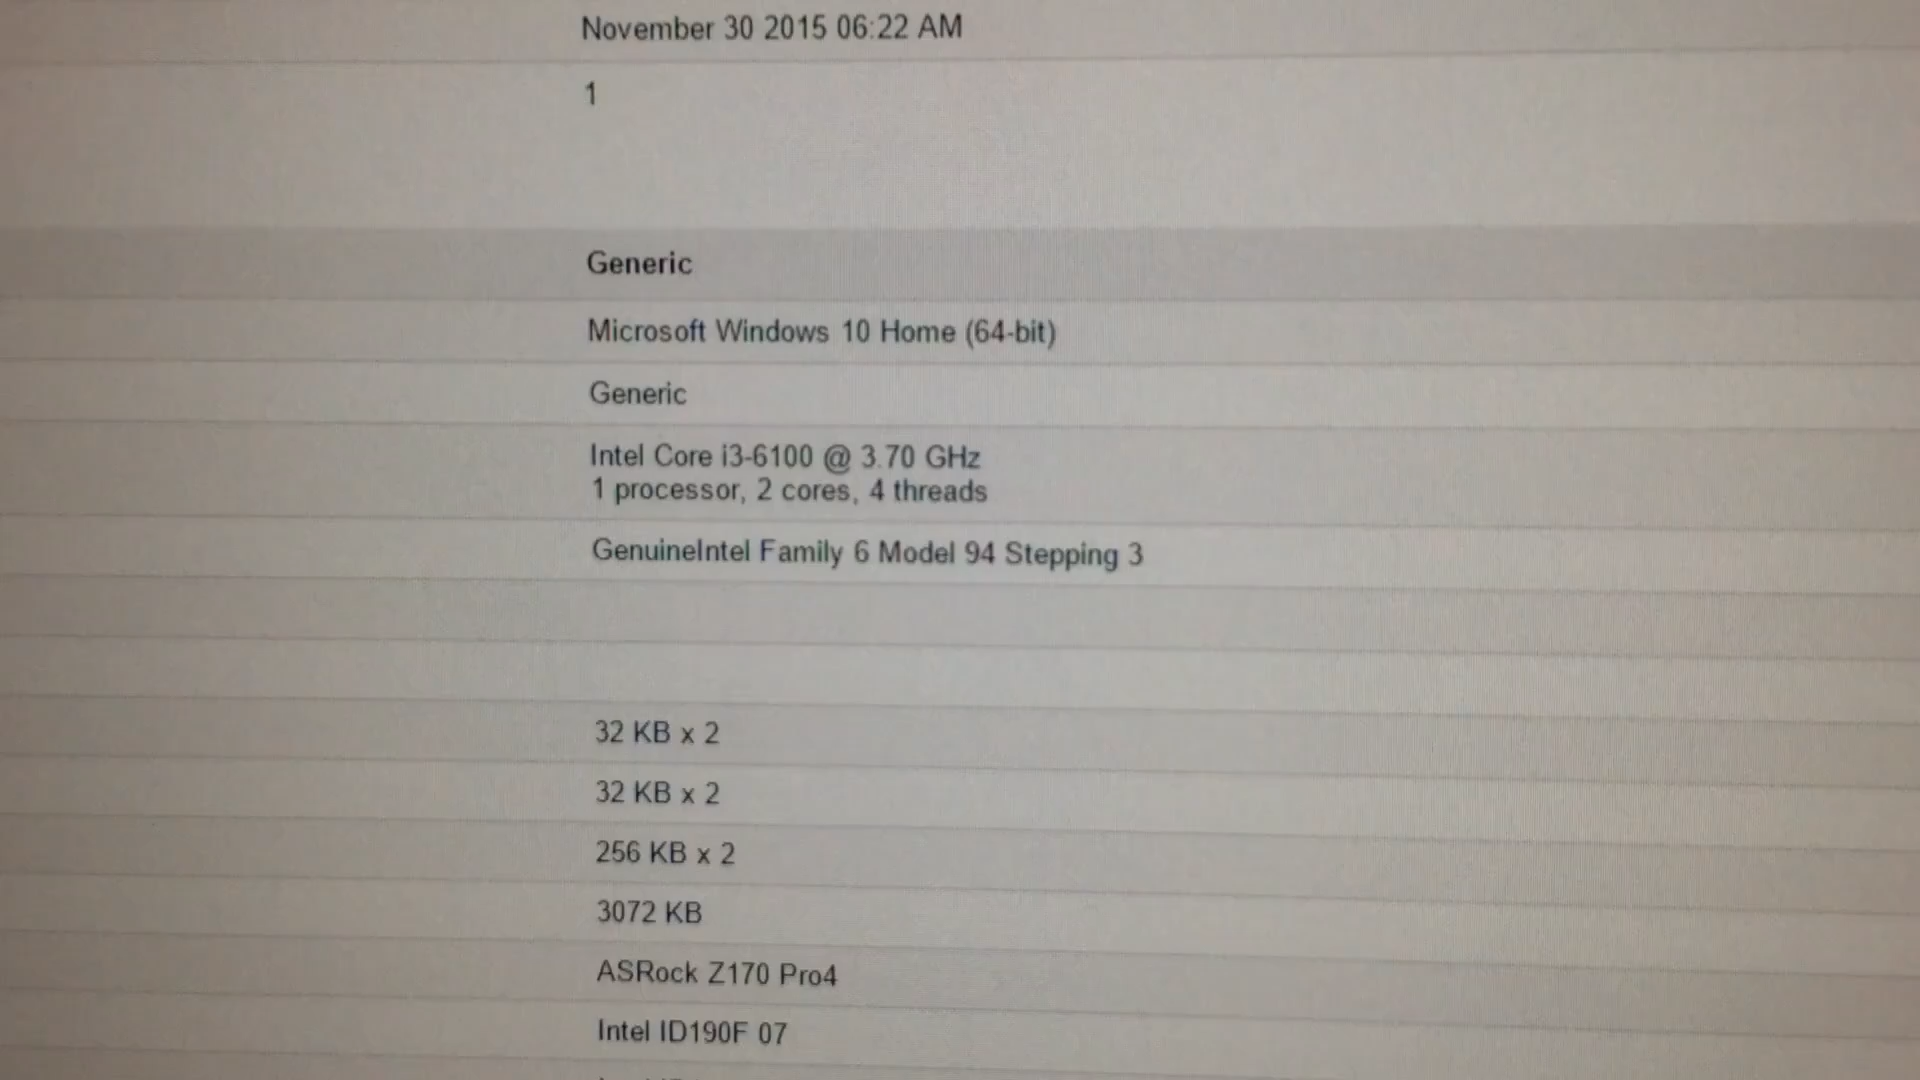 November 30 2015 06:22 AM
1
Generic
Microsoft Windows 10 Home (64-bit)
Generic
Intel Core i3-6100 @ 3.70 GHz
1 processor, 2 cores, 4 threads
GenuineIntel Family 6 Model 94 Stepping 3
32 KB x 2
32 KB x 2
256 KB x 2
3072 KB
ASRock Z170 Pro4
Intel ID190F 07